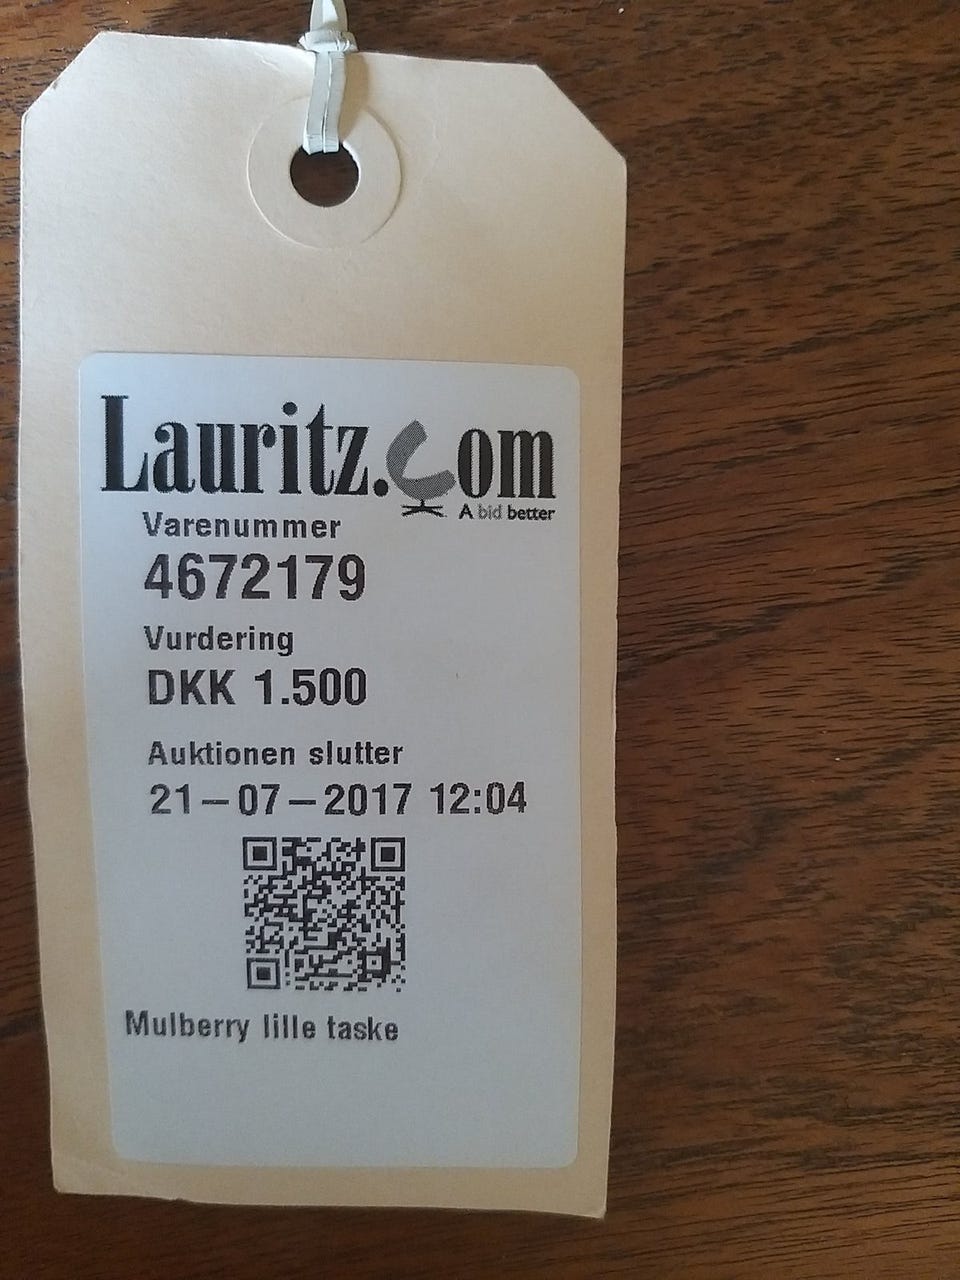 Lauritz.Com
A bid better
Varenummer
4672179
Vurdering
DKK 1.500
Auktionen slutter
21-07-2017 12:04
Mulberry lille taske